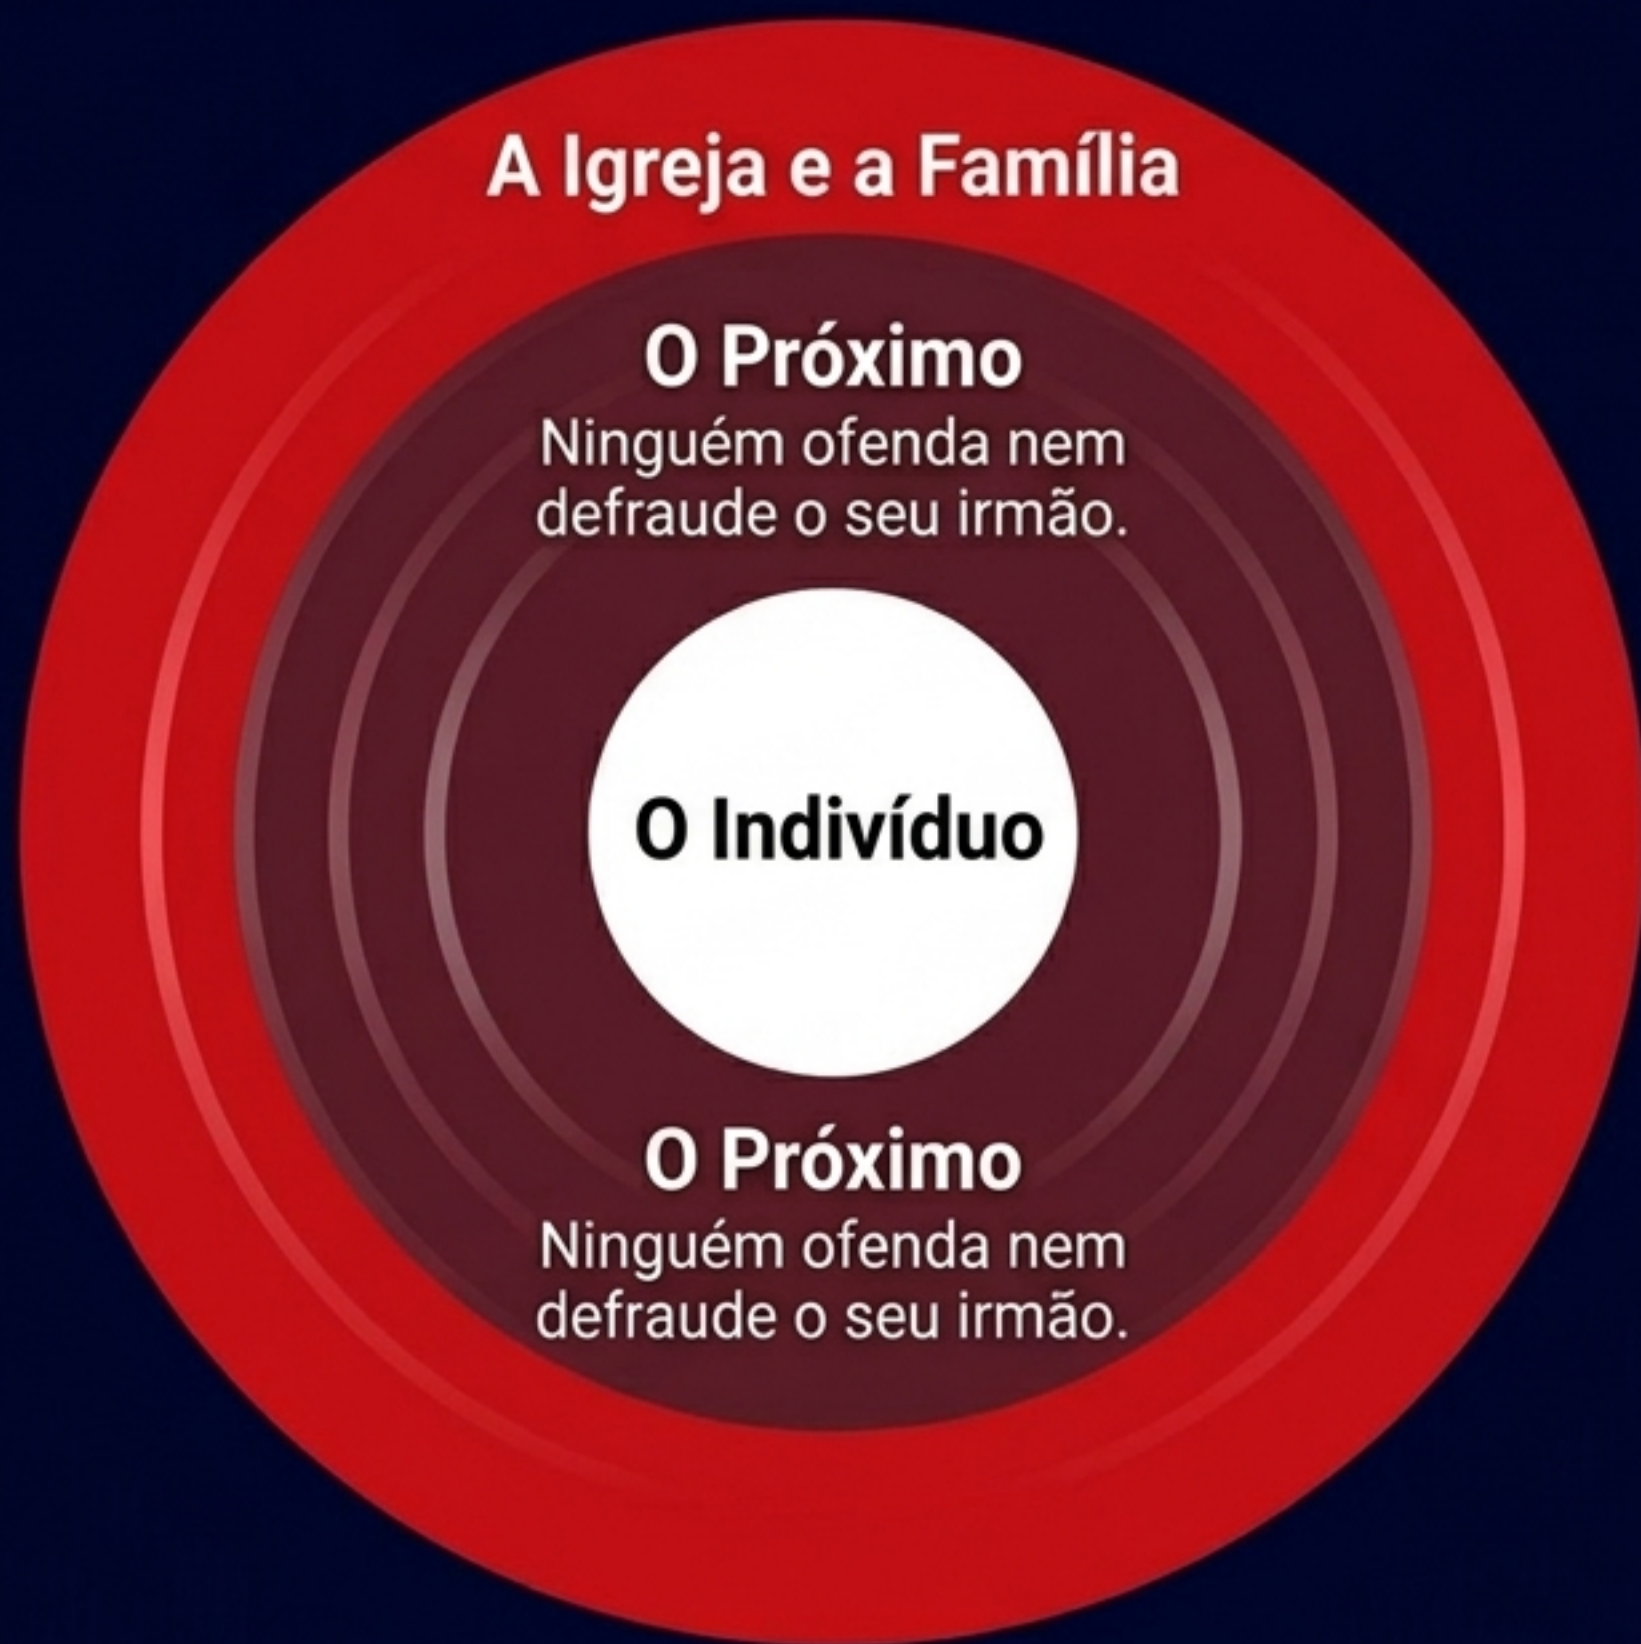 A Igreja e a Família
O Próximo
Ninguém ofenda nem
defraude o seu irmão.
O Indivíduo
O Próximo
Ninguém ofenda nem
defraude o seu irmão.